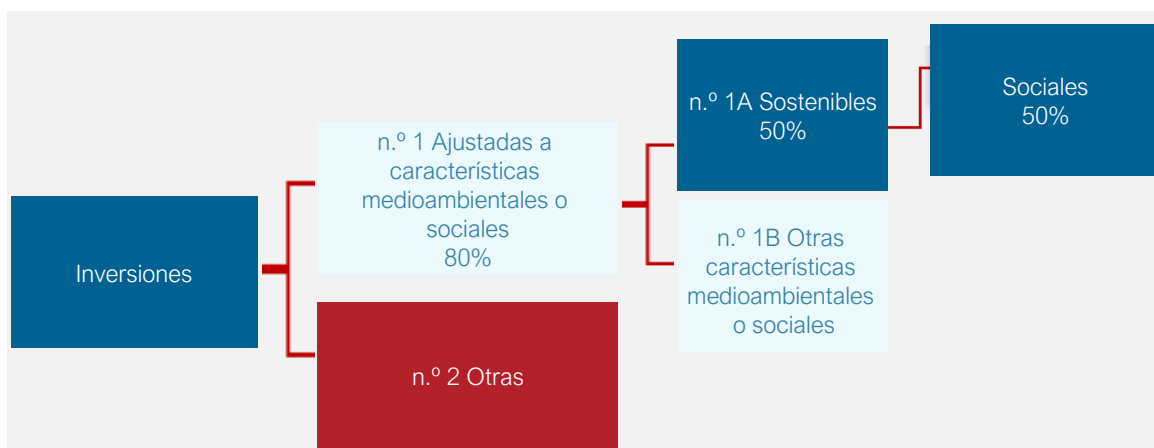 Inversiones
n.º 1 Ajustadas a
características
medioambientales o
sociales
80%
n.º 2 Otras
n.º 1A Sostenibles
50%
n.º 1B Otras
características
medioambientales
o sociales
Sociales
50%